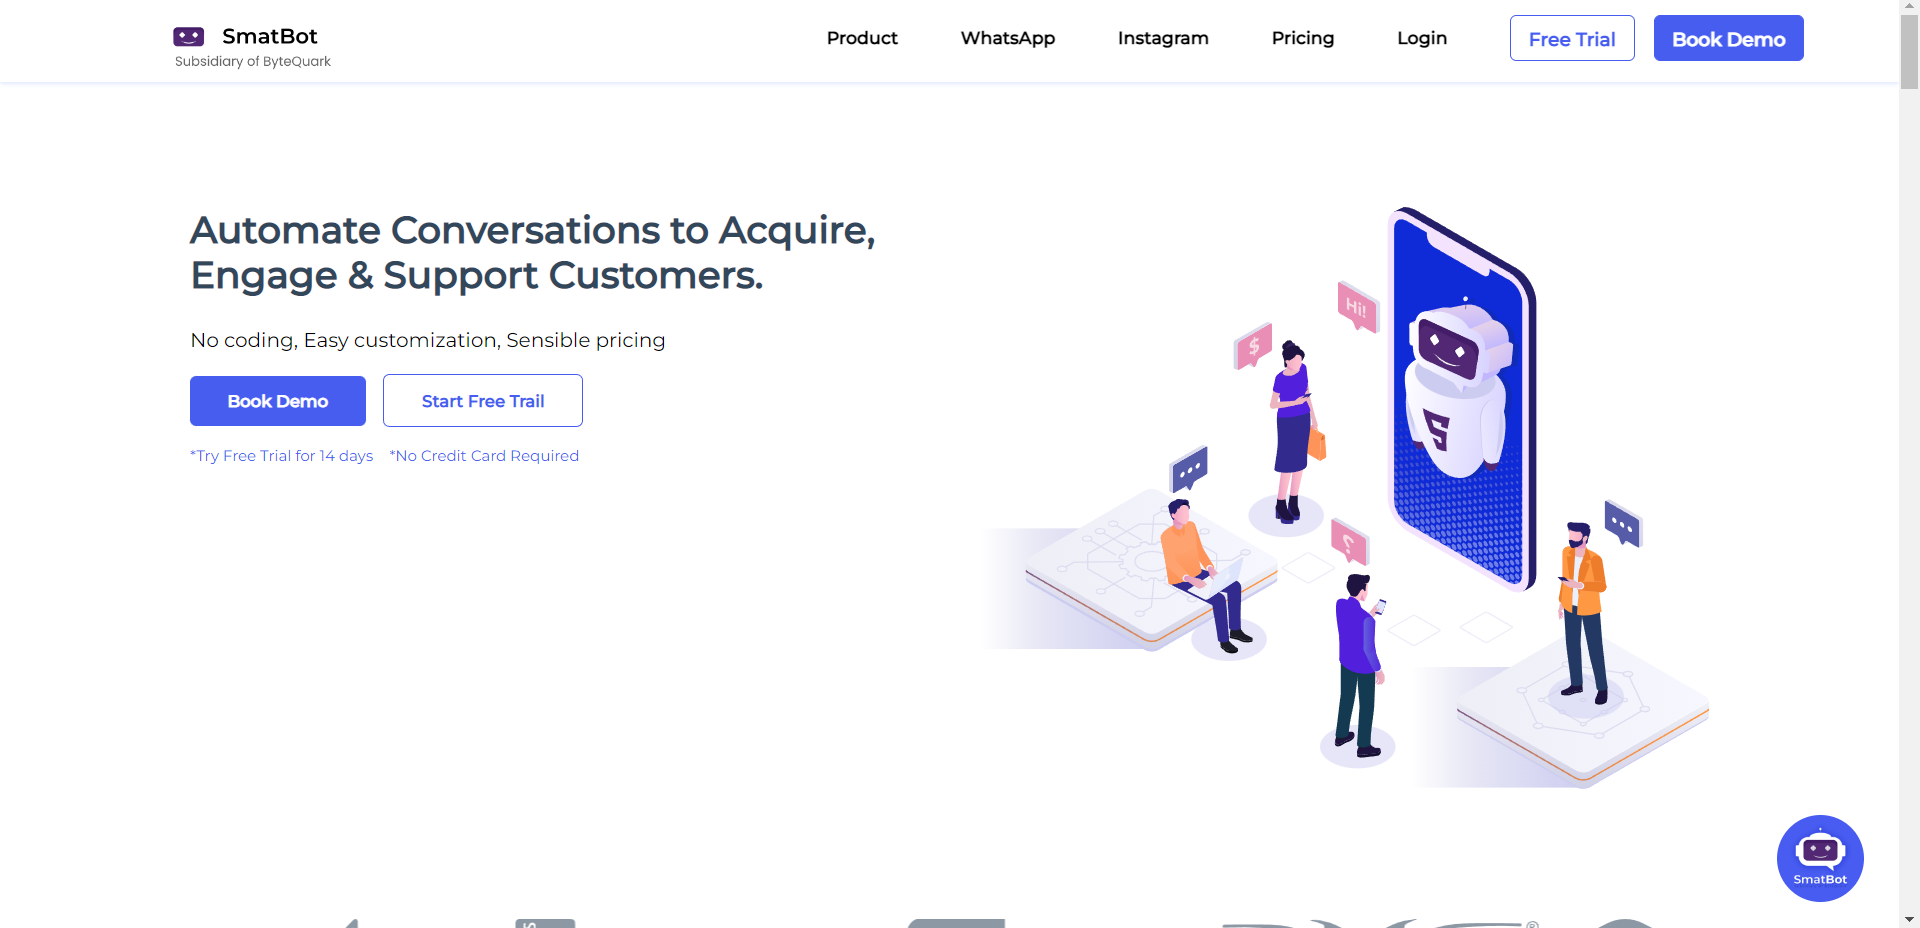 SmatBot
Subsidiary of ByteQuark
Product
WhatsApp
Instagram
Pricing
Login
Free Trial
Book Demo
Automate Conversations to Acquire,
Engage & Support Customers.
No coding, Easy customization, Sensible pricing
Book Demo
Start Free Trail
*Try Free Trial for 14 days
*No Credit Card Required
Hi!
$
?
S
SmatBot